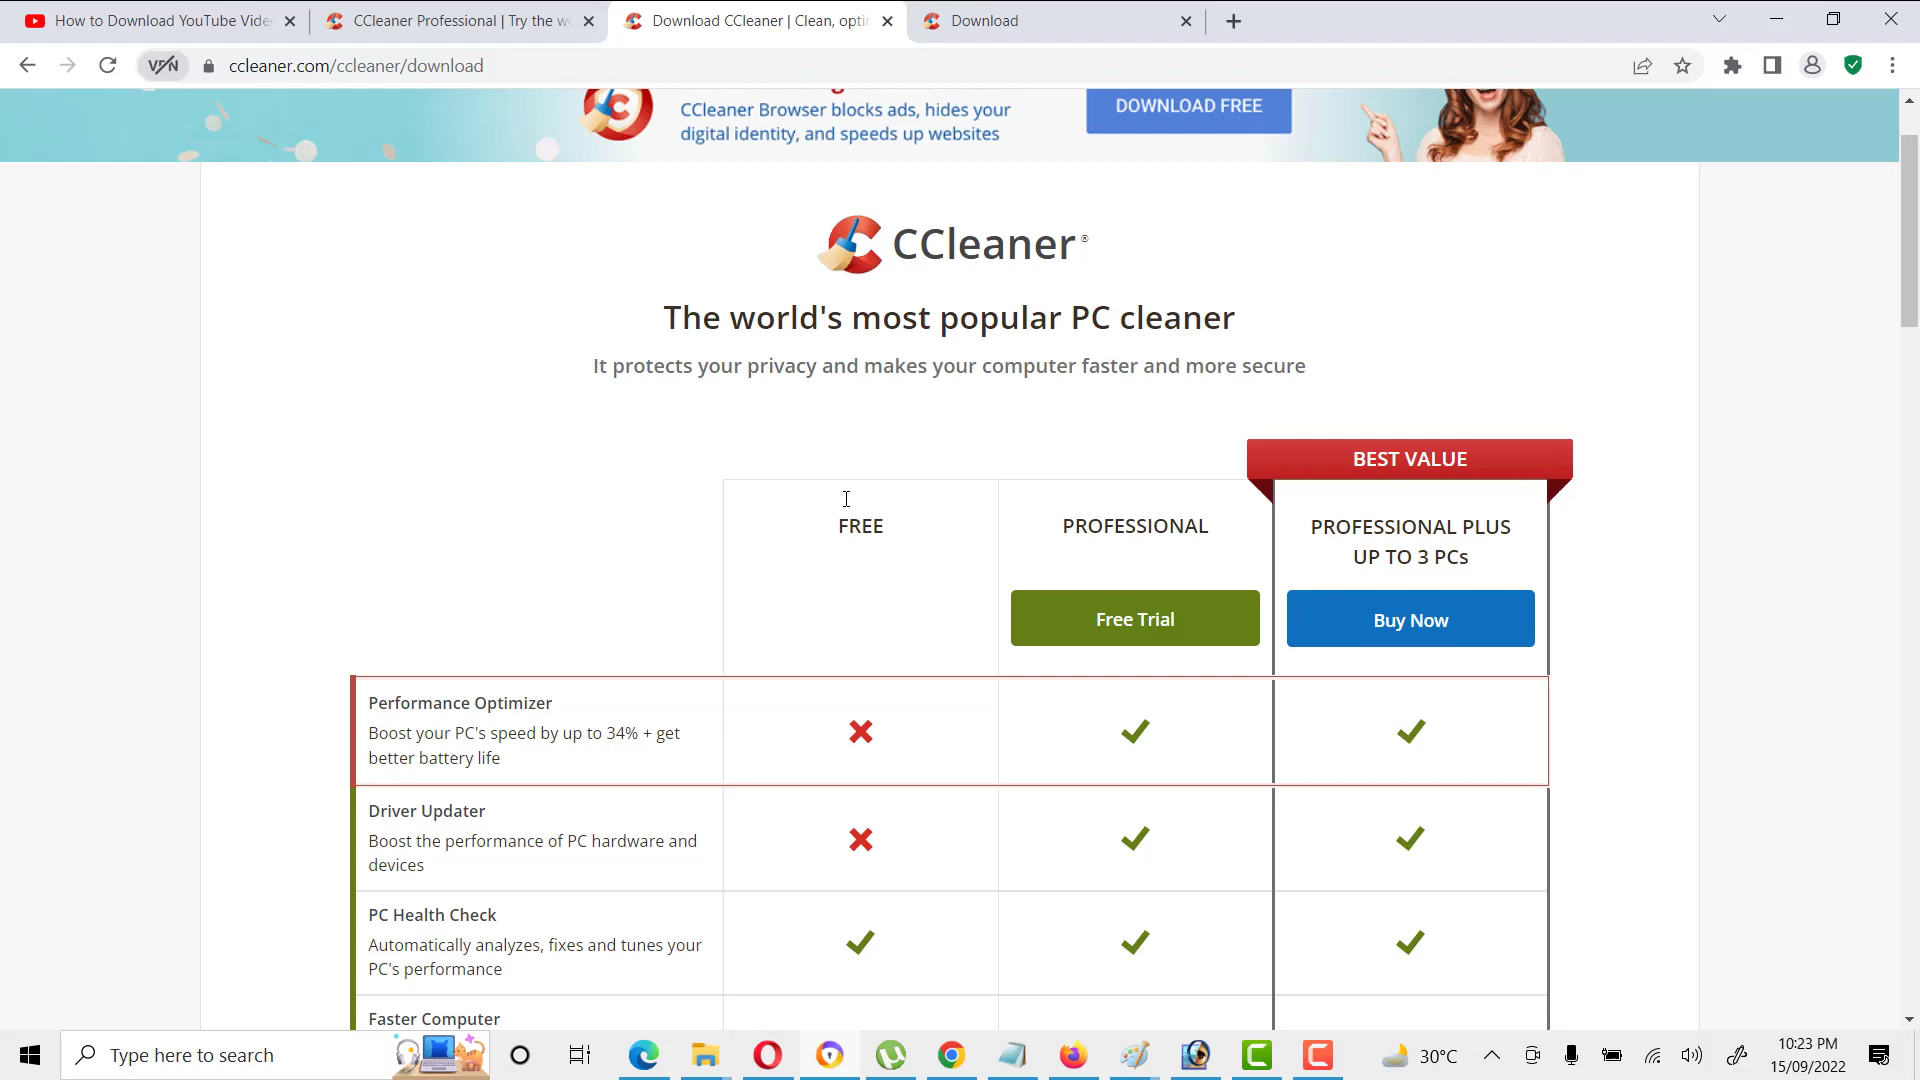 How to Download YouTube Vide
CCleaner Professional | Try the wo
Download CCleaner | Clean, opti
Download
VPN
ccleaner.com/ccleaner/download
CCleaner Browser blocks ads, hides your
digital identity, and speeds up websites
DOWNLOAD FREE
CCleaner®
The world's most popular PC cleaner
It protects your privacy and makes your computer faster and more secure
BEST VALUE
FREE
PROFESSIONAL
PROFESSIONAL PLUS
UP TO 3 PCs
Free Trial
Buy Now
Performance Optimizer
Boost your PC's speed by up to 34% + get
better battery life
Driver Updater
Boost the performance of PC hardware and
devices
PC Health Check
Automatically analyzes, fixes and tunes your
PC's performance
Faster Computer
Type here to search
30°C
10:23 PM
15/09/2022